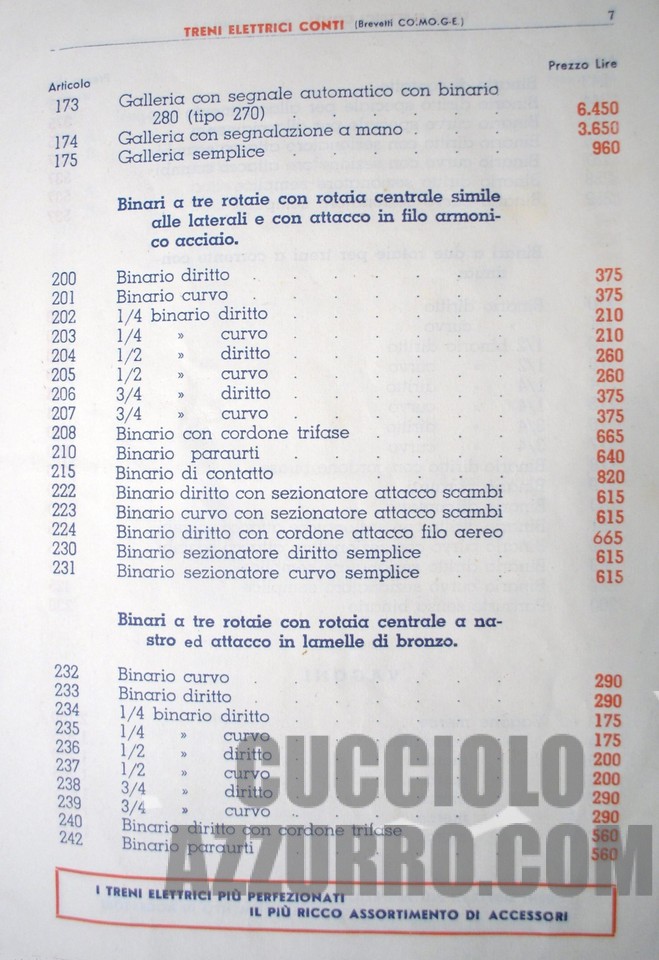 TRENI ELETTRICI CONTI (Brevetti CO.MO.G.E.) 7
Articolo Prezzo Lire
173 Galleria con segnale automatico con binario
280 (tipo 270) . . . . . . 6.450
174 Galleria con segnalazione a mano . . . . 3.650
175 Galleria semplice . . . . . . 960
Binari a tre rotaie con rotaia centrale simile
alle laterali e con attacco in filo armoni-
co acciaio.
200 Binario diritto . . . . . . . 375
201 Binario curvo . . . . . . . 375
202 1/4 binario diritto . . . . . . 210
203 1/4 » curvo . . . . . . 210
204 1/2 » diritto . . . . . . 260
205 1/2 » curvo . . . . . . 260
206 3/4 » diritto . . . . . . 375
207 3/4 » curvo . . . . . . 375
208 Binario con cordone trifase . . . . 665
210 Binario paraurti . . . . . . 640
215 Binario di contatto . . . . . . 820
222 Binario diritto con sezionatore attacco scambi 615
223 Binario curvo con sezionatore attacco scambi 615
224 Binario diritto con cordone attacco filo aereo 665
230 Binario sezionatore diritto semplice . . 615
231 Binario sezionatore curvo semplice . . 615
Binari a tre rotaie con rotaia centrale a na-
stro ed attacco in lamelle di bronzo.
232 Binario curvo . . . . . . . 290
233 Binario diritto . . . . . . . 290
234 1/4 binario diritto . . . . . . 175
235 1/4 » curvo . . . . . . 175
236 1/2 » diritto . . . . . . 200
237 1/2 » curvo . . . . . . 200
238 3/4 » diritto . . . . . . 290
239 3/4 » curvo . . . . . . 290
240 Binario diritto con cordone trifase . . 560
242 Binario paraurti . . . . . . 560
CUCCIOLO
AZZURRO.COM
I TRENI ELETTRICI PIÙ PERFEZIONATI
IL PIÙ RICCO ASSORTIMENTO DI ACCESSORI